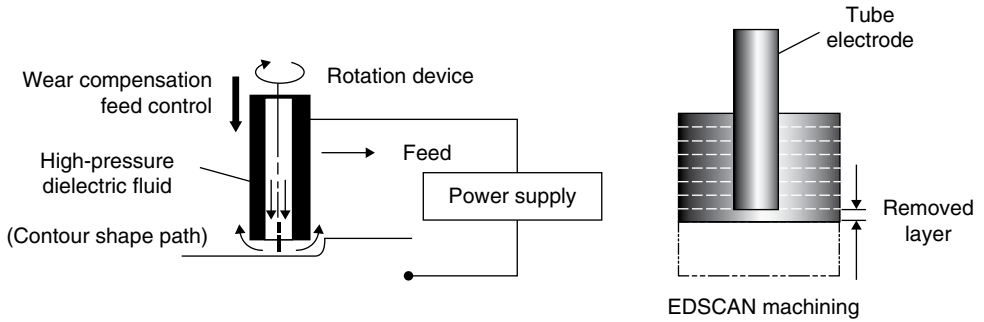 Wear compensation
feed control
Rotation device
High-pressure
dielectric fluid
Feed
Power supply
(Contour shape path)
Tube
electrode
Removed
layer
EDSCAN machining